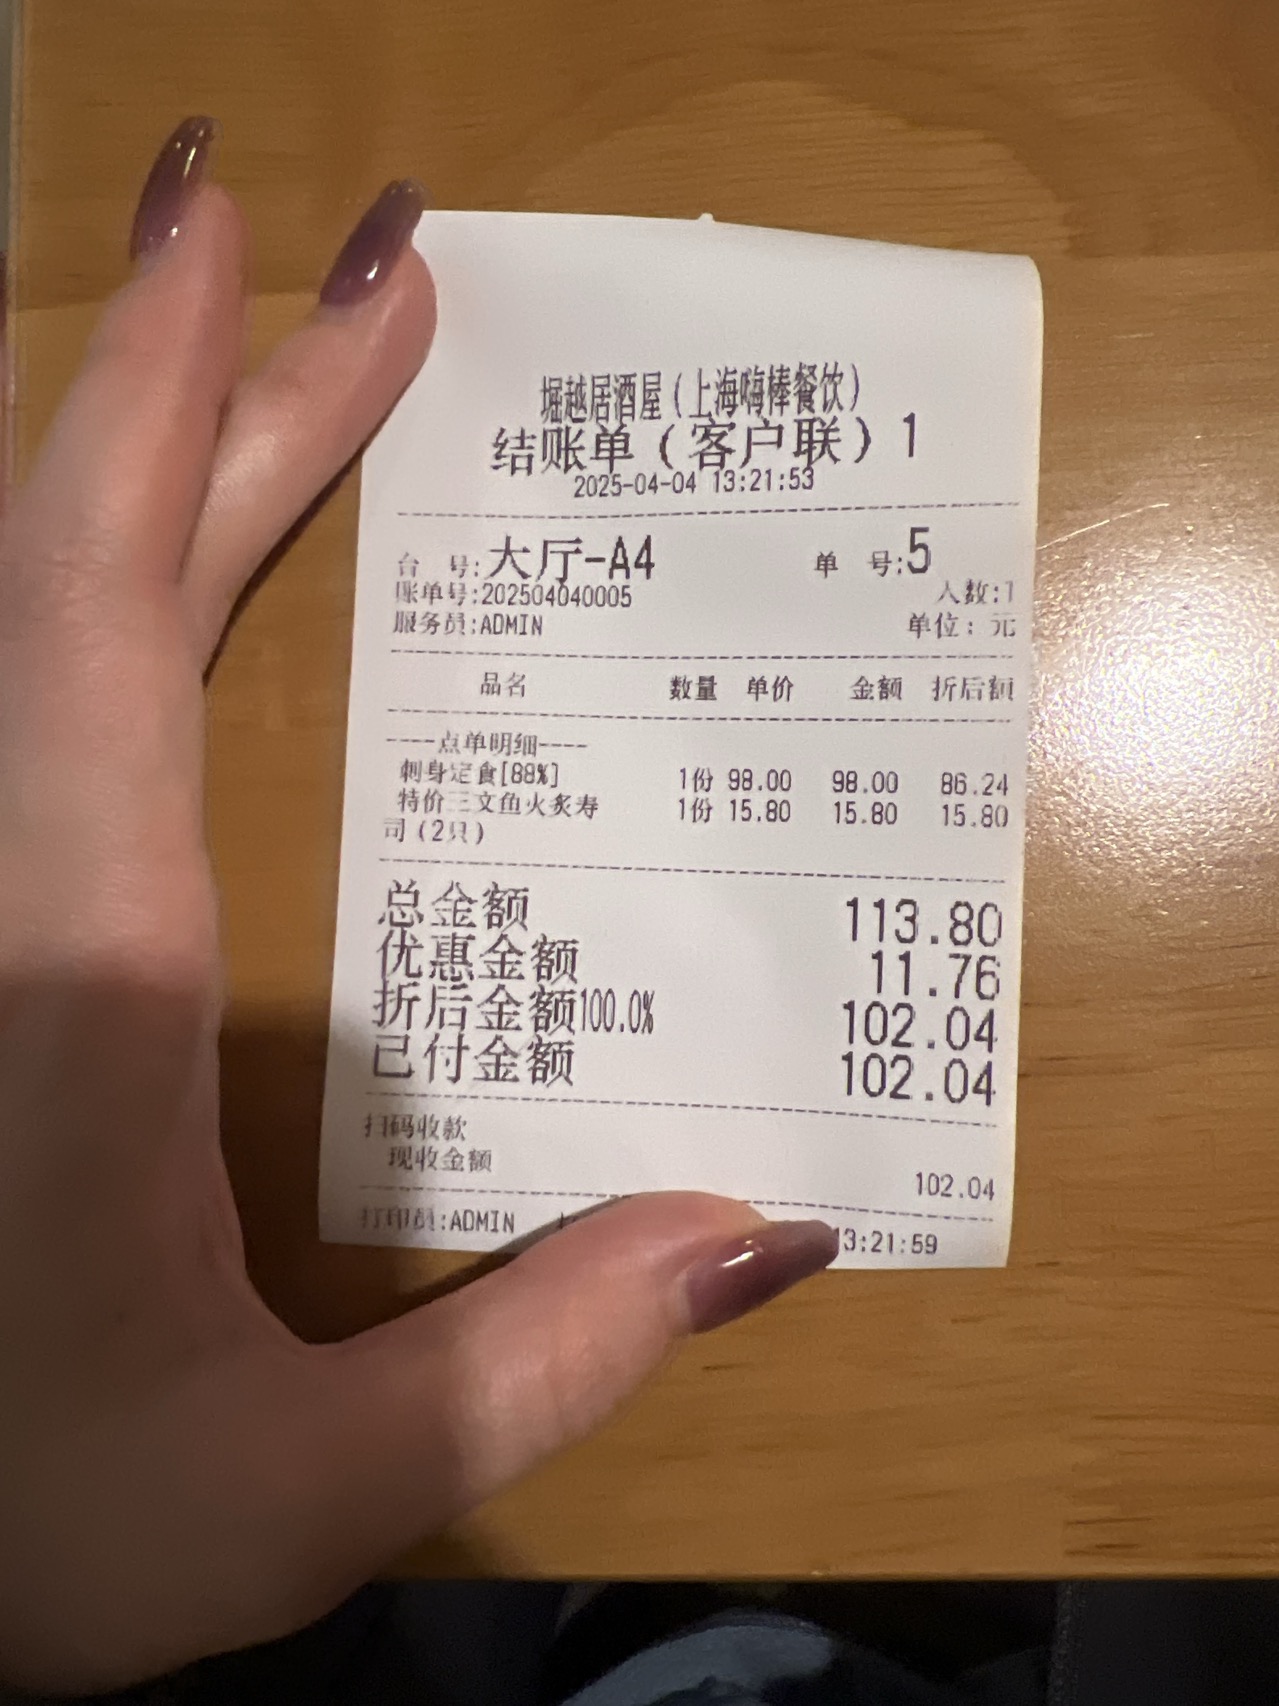 堀越居酒屋(上海嗨棒餐饮)
结账单(客户联)1
2025-04-04 13:21:53
台 号:大厅-A4 单 号:5
账单号:202504040005 人数:1
服务员:ADMIN 单位: 元
品名 数量 单价 金额 折后额
----点单明细----
刺身定食[88%] 1份 98.00 98.00 86.24
特价三文鱼火炙寿 1份 15.80 15.80 15.80
司(2只)
总金额 113.80
优惠金额 11.76
折后金额100.0% 102.04
已付金额 102.04
扫码收款
现收金额 102.04
打印员:ADMIN 13:21:59